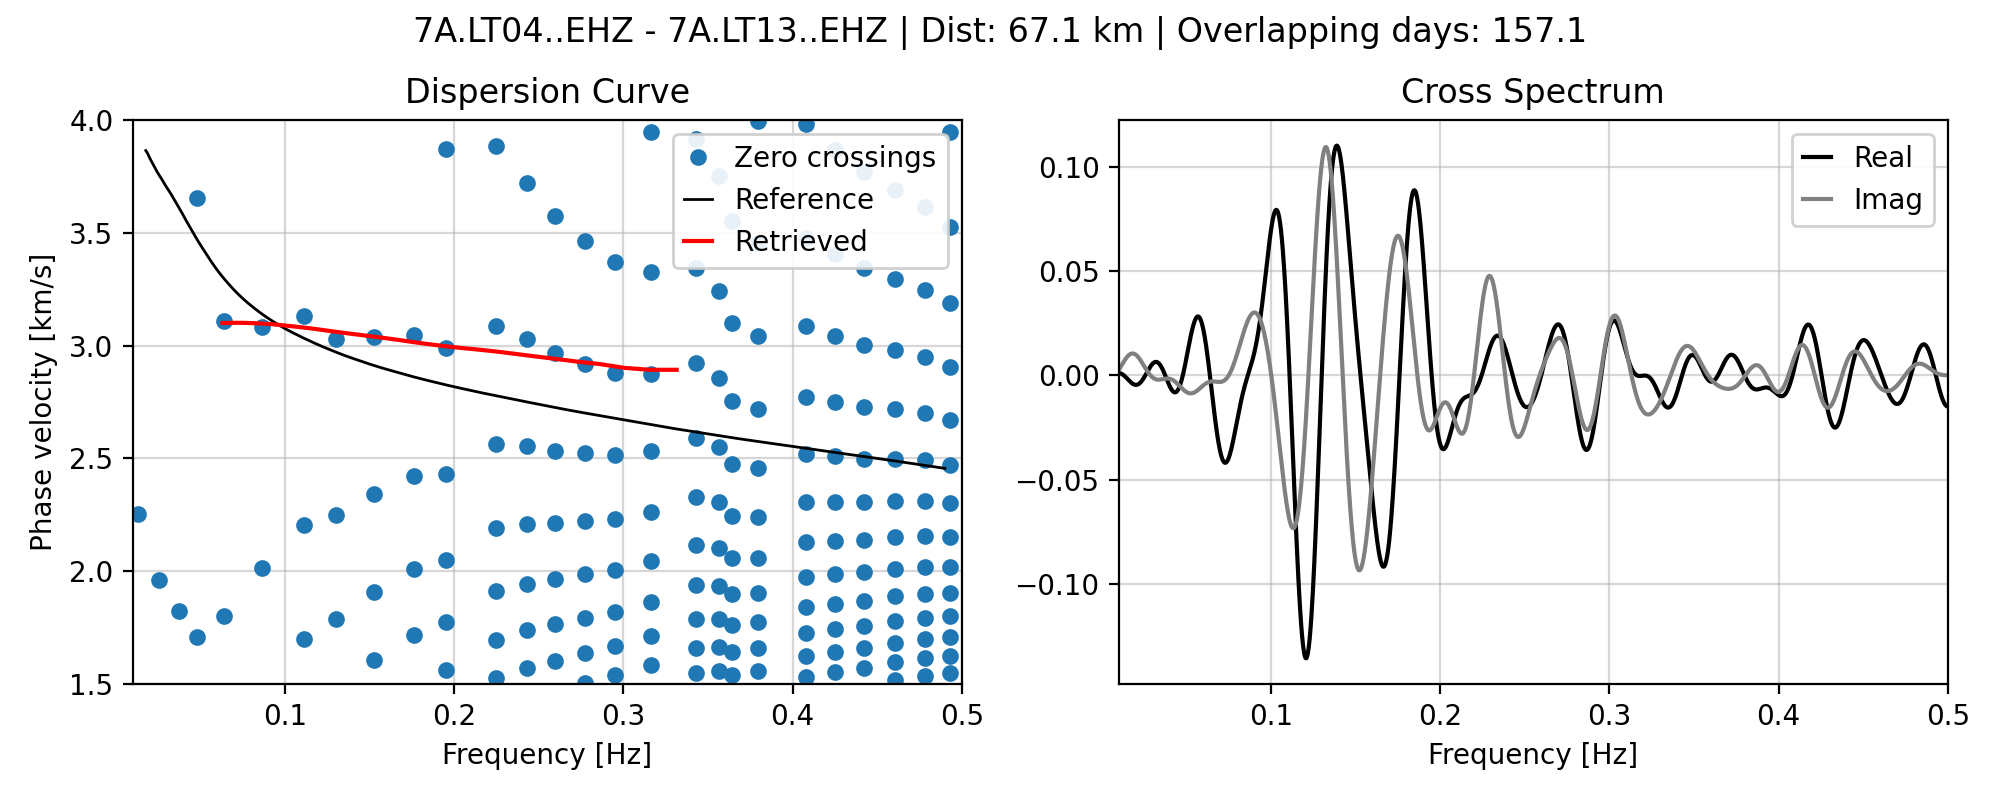 7A.LT04..EHZ - 7A.LT13..EHZ | Dist: 67.1 km | Overlapping days: 157.1
Dispersion Curve
4.0
3.5
3.0
2.5
2.0
1.5
Phase velocity [km/s]
Zero crossings
Reference
Retrieved
0.1 0.2 0.3 0.4 0.5
Frequency [Hz]
Cross Spectrum
0.10
0.05
0.00
−0.05
−0.10
Real
Imag
0.1 0.2 0.3 0.4 0.5
Frequency [Hz]